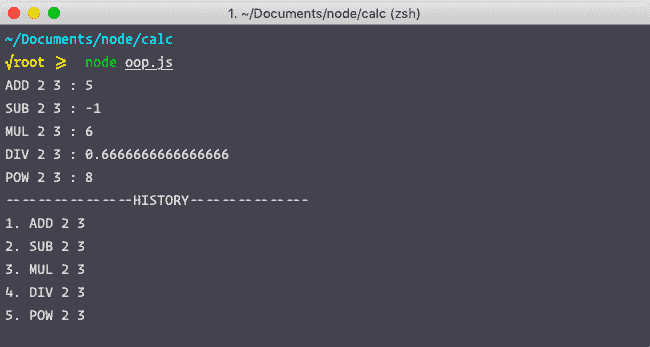 1. ~/Documents/node/calc (zsh)
~/Documents/node/calc
√root ⩾ node oop.js
ADD 2 3 : 5
SUB 2 3 : -1
MUL 2 3 : 6
DIV 2 3 : 0.6666666666666666
POW 2 3 : 8
----------------HISTORY---------------
1. ADD 2 3
2. SUB 2 3
3. MUL 2 3
4. DIV 2 3
5. POW 2 3